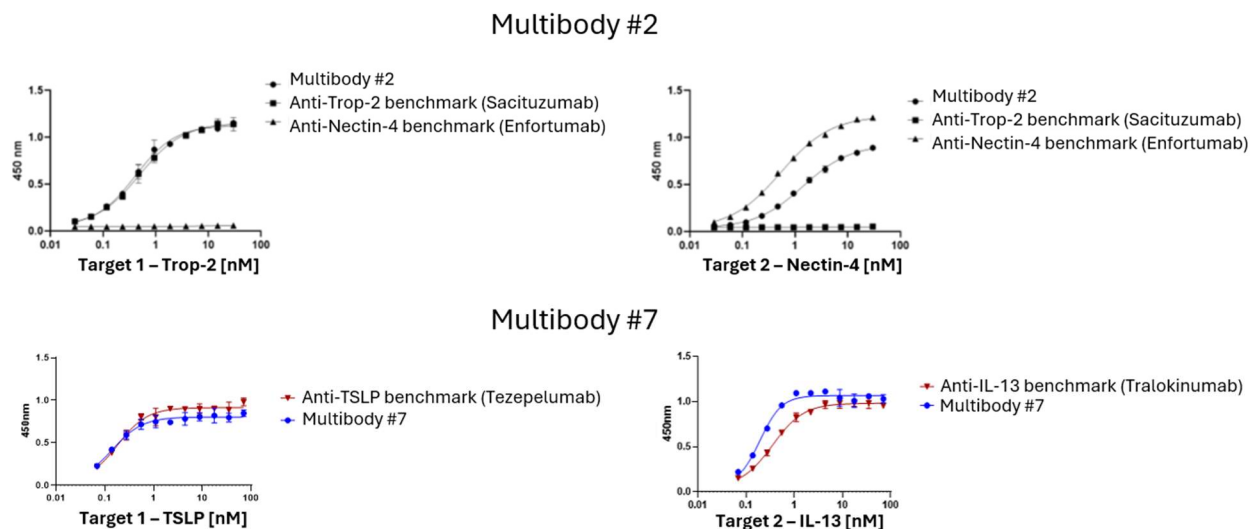 Multibody #2
1.5
1.0
0.5
0.0
450 nm
0.01 0.1 1 10 100
Target 1 – Trop-2 [nM]
Multibody #2
Anti-Trop-2 benchmark (Sacituzumab)
Anti-Nectin-4 benchmark (Enfortumab)
1.5
1.0
0.5
0.0
450 nm
0.01 0.1 1 10 100
Target 2 – Nectin-4 [nM]
Multibody #2
Anti-Trop-2 benchmark (Sacituzumab)
Anti-Nectin-4 benchmark (Enfortumab)
Multibody #7
1.5
1.0
0.5
0.0
450nm
0.01 0.1 1 10 100
Target 1 – TSLP [nM]
Anti-TSLP benchmark (Tezepelumab)
Multibody #7
1.5
1.0
0.5
0.0
450nm
0.01 0.1 1 10 100
Target 2 – IL-13 [nM]
Anti-IL-13 benchmark (Tralokinumab)
Multibody #7